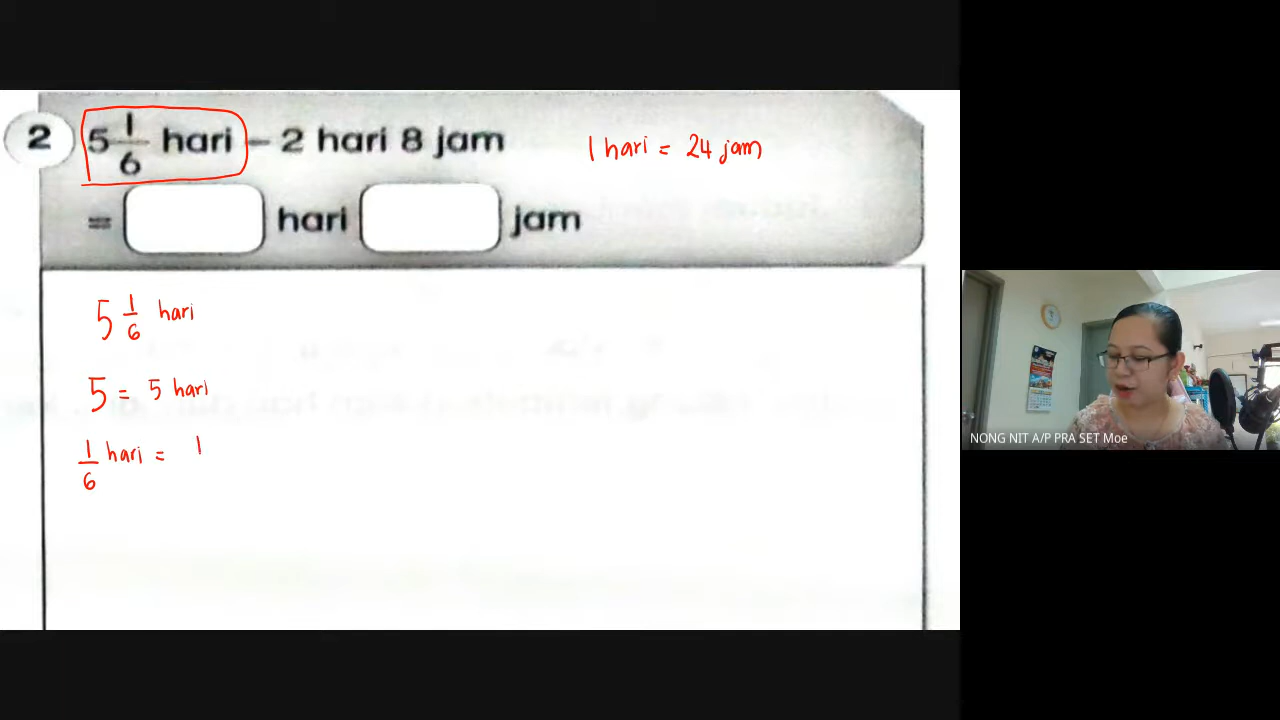 2 5 1/6 hari – 2 hari 8 jam
= hari jam
1 hari = 24 jam
5 1/6 hari
5 = 5 hari
1/6 hari = 1
NONG NIT A/P PRA SET Moe